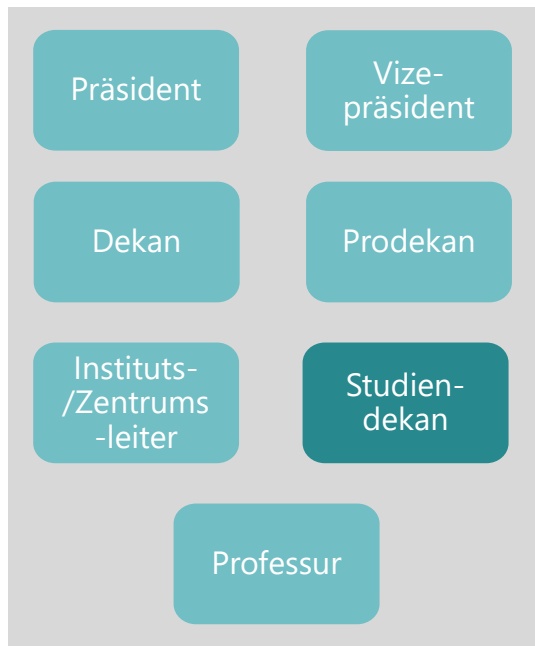 Präsident
Vize-
präsident
Dekan
Prodekan
Instituts-
/Zentrums
-leiter
Studien-
dekan
Professur